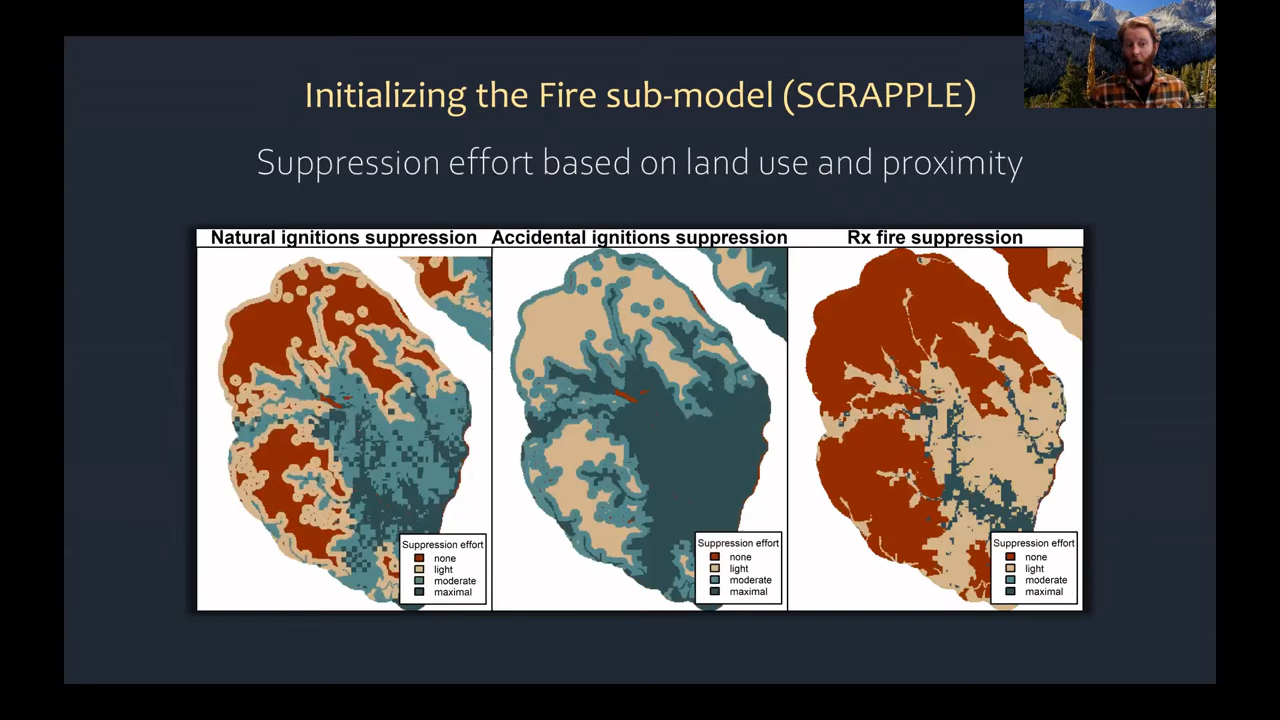 Initializing the Fire sub-model (SCRAPPLE)
Suppression effort based on land use and proximity
Natural ignitions suppression
Accidental ignitions suppression
Rx fire suppression
Suppression effort
none
light
moderate
maximal
Suppression effort
none
light
moderate
maximal
Suppression effort
none
light
moderate
maximal